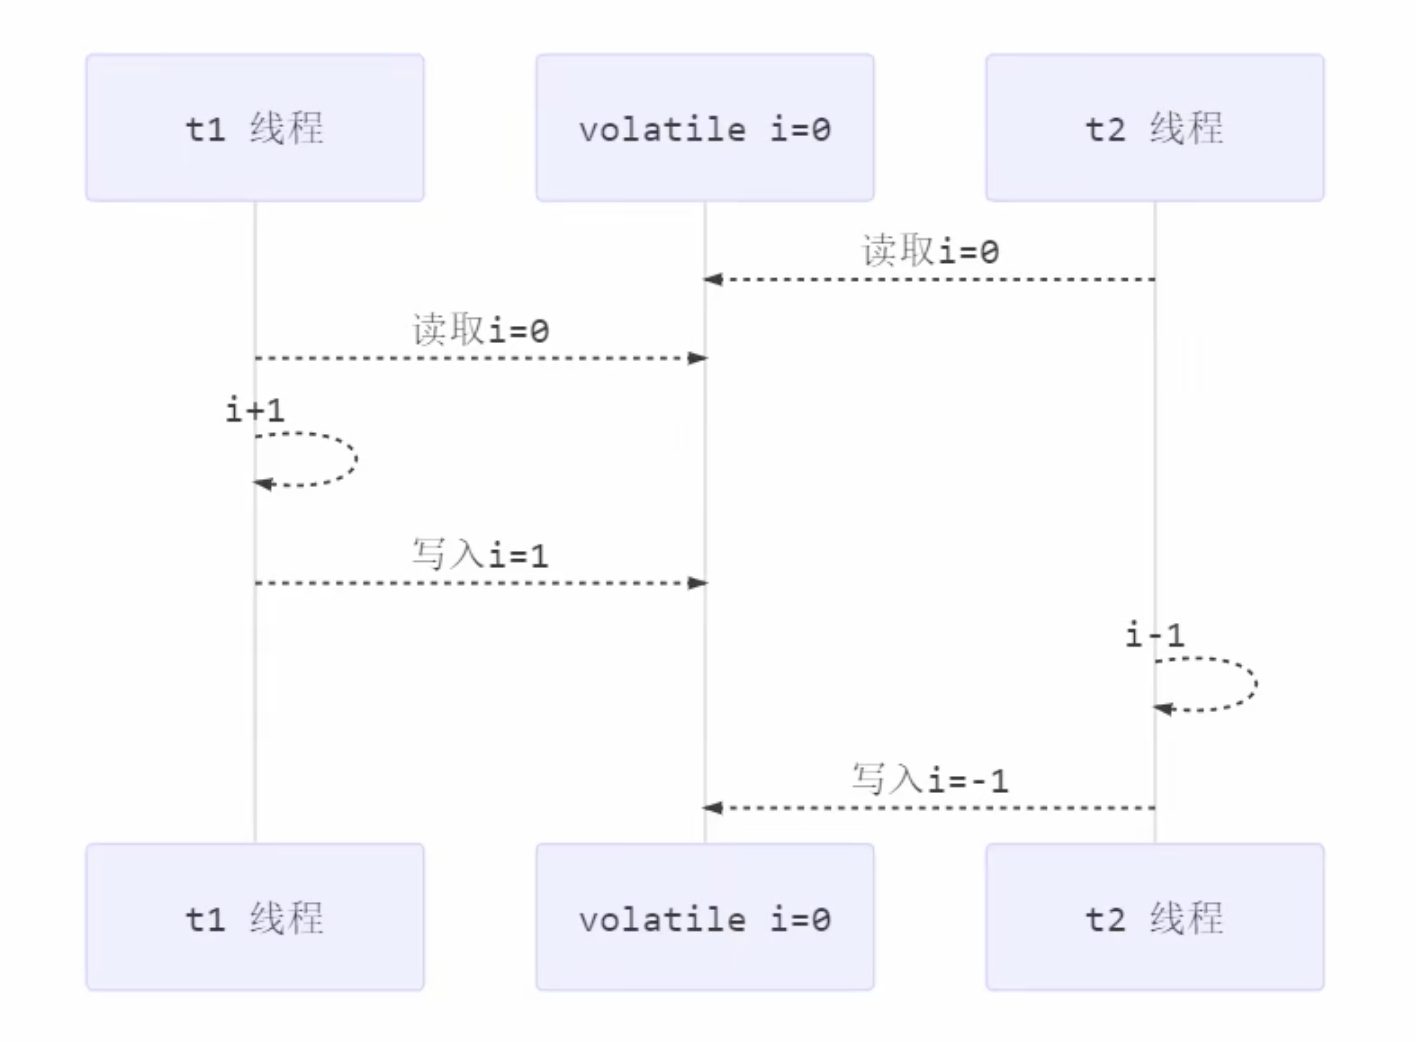 t1 线程
volatile i=0
t2 线程
读取i=0
读取i=0
i+1
写入i=1
i-1
写入i=-1
t1 线程
volatile i=0
t2 线程